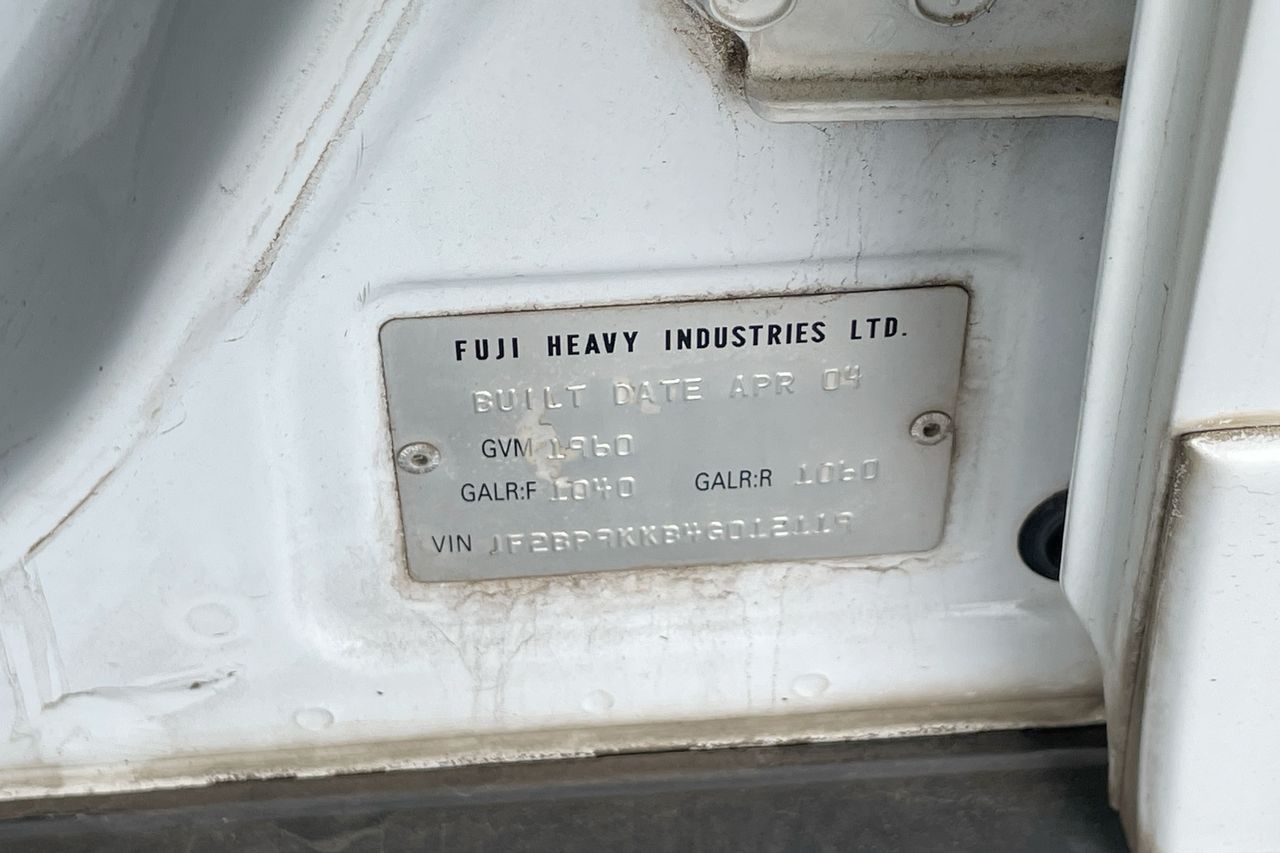 FUJI HEAVY INDUSTRIES LTD.
BUILT DATE APR 04
GVM 1960
GALR:F 1040 GALR:R 1060
VIN JF2BP9KKB4G012119